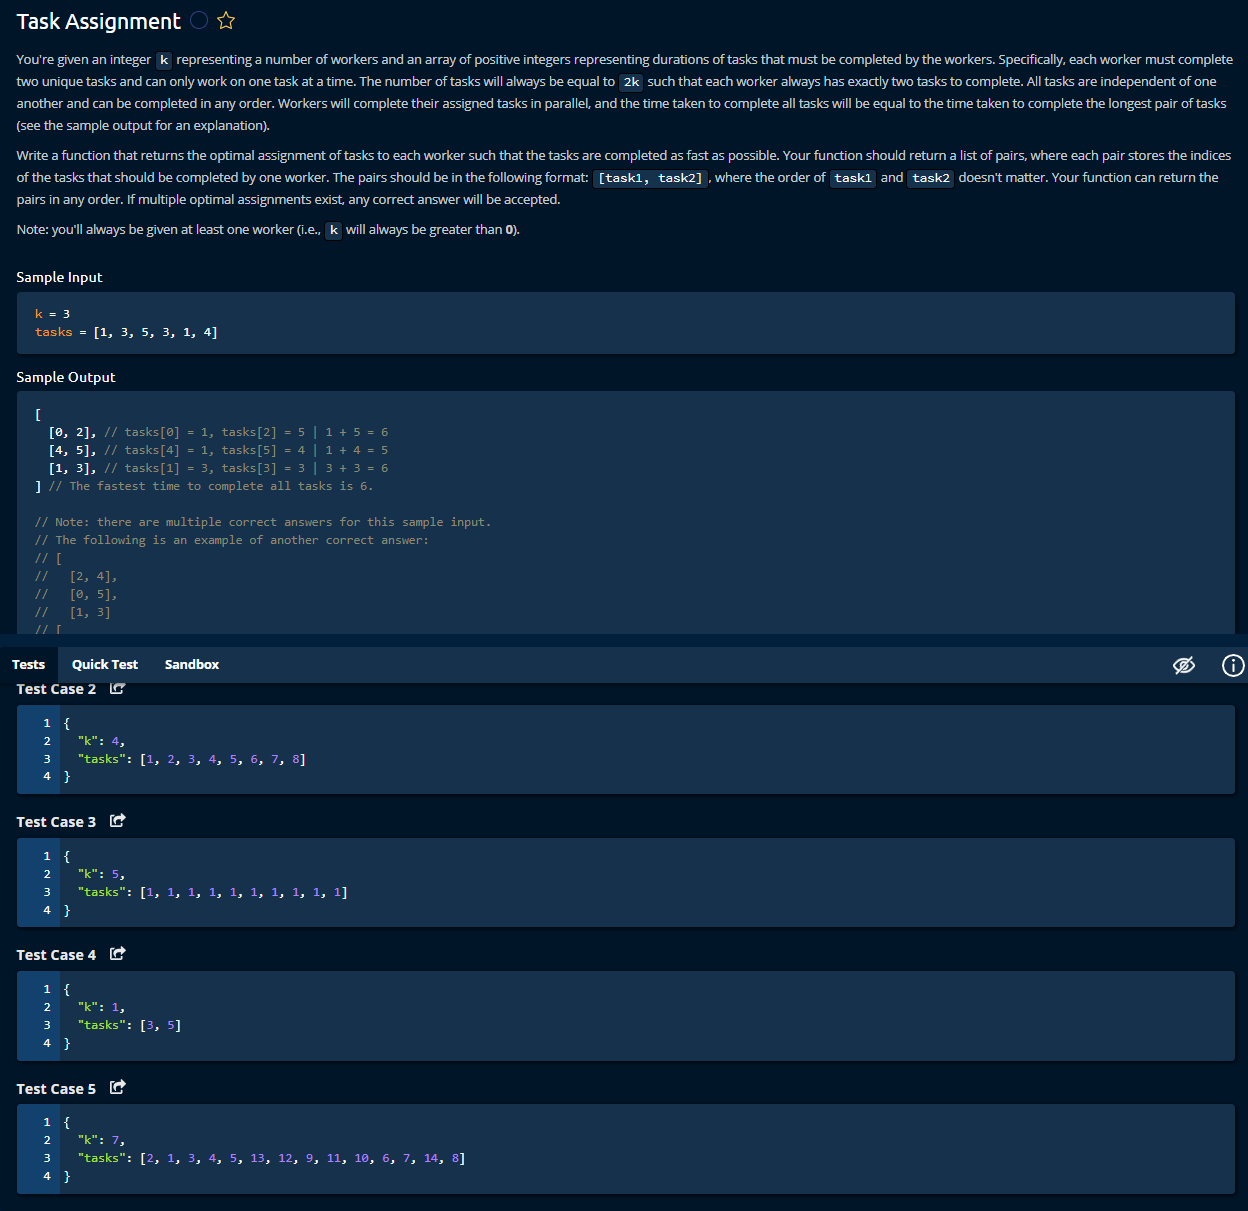 Task Assignment
You're given an integer k representing a number of workers and an array of positive integers representing durations of tasks that must be completed by the workers. Specifically, each worker must complete
two unique tasks and can only work on one task at a time. The number of tasks will always be equal to 2k such that each worker always has exactly two tasks to complete. All tasks are independent of one
another and can be completed in any order. Workers will complete their assigned tasks in parallel, and the time taken to complete all tasks will be equal to the time taken to complete the longest pair of tasks
(see the sample output for an explanation).
Write a function that returns the optimal assignment of tasks to each worker such that the tasks are completed as fast as possible. Your function should return a list of pairs, where each pair stores the indices
of the tasks that should be completed by one worker. The pairs should be in the following format: [task1, task2], where the order of task1 and task2 doesn't matter. Your function can return the
pairs in any order. If multiple optimal assignments exist, any correct answer will be accepted.
Note: you'll always be given at least one worker (i.e., k will always be greater than 0).
Sample Input
k = 3
tasks = [1, 3, 5, 3, 1, 4]
Sample Output
[
[0, 2], // tasks[0] = 1, tasks[2] = 5 | 1 + 5 = 6
[4, 5], // tasks[4] = 1, tasks[5] = 4 | 1 + 4 = 5
[1, 3], // tasks[1] = 3, tasks[3] = 3 | 3 + 3 = 6
] // The fastest time to complete all tasks is 6.
// Note: there are multiple correct answers for this sample input.
// The following is an example of another correct answer:
// [
//   [2, 4],
//   [0, 5],
//   [1, 3]
// [
Tests Quick Test Sandbox
Test Case 2
1 {
2 "k": 4,
3 "tasks": [1, 2, 3, 4, 5, 6, 7, 8]
4 }
Test Case 3
1 {
2 "k": 5,
3 "tasks": [1, 1, 1, 1, 1, 1, 1, 1, 1, 1]
4 }
Test Case 4
1 {
2 "k": 1,
3 "tasks": [3, 5]
4 }
Test Case 5
1 {
2 "k": 7,
3 "tasks": [2, 1, 3, 4, 5, 13, 12, 9, 11, 10, 6, 7, 14, 8]
4 }